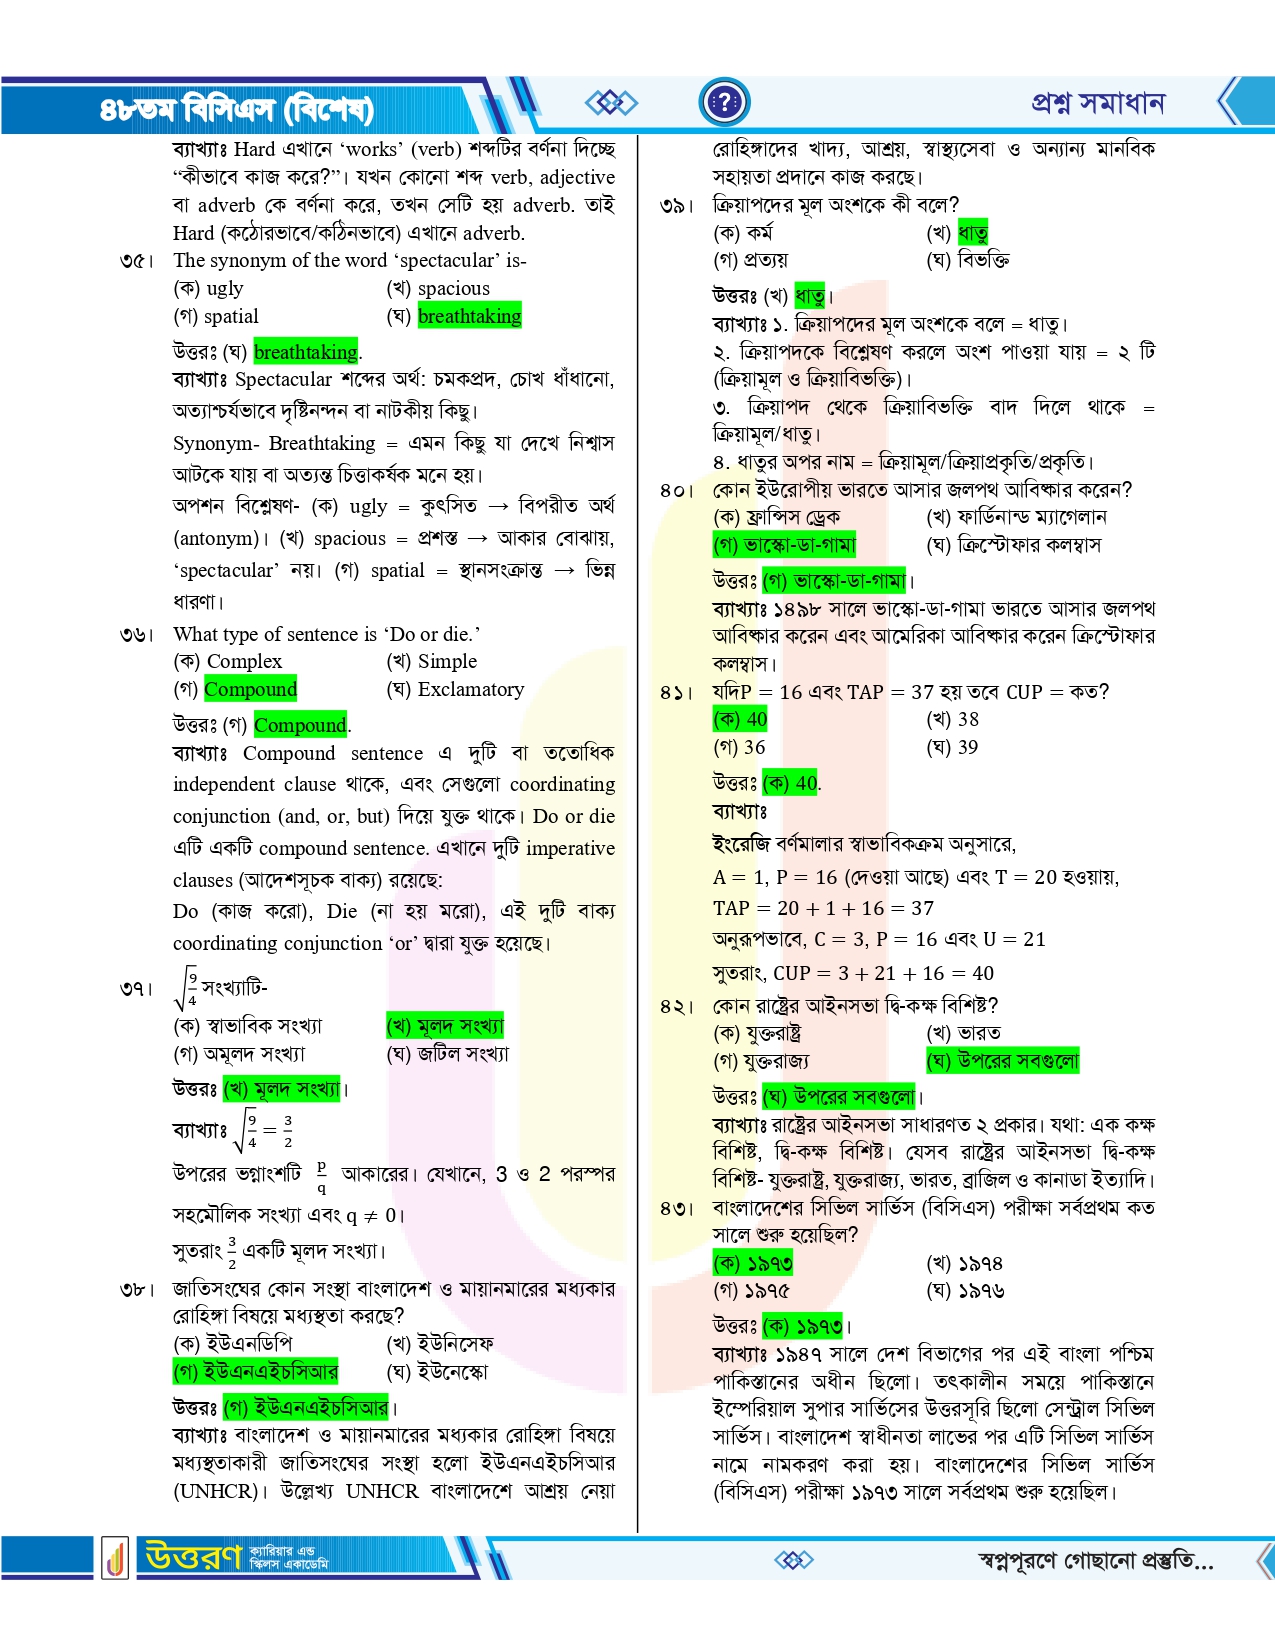 ৪৮তম বিসিএস (বিশেষ)
প্রশ্ন সমাধান
ব্যাখ্যাঃ Hard এখানে ‘works’ (verb) শব্দটির বর্ণনা দিচ্ছে
“কীভাবে কাজ করে?”। যখন কোনো শব্দ verb, adjective
বা adverb কে বর্ণনা করে, তখন সেটি হয় adverb. তাই
Hard (কঠোরভাবে/কঠিনভাবে) এখানে adverb.
৩৫। The synonym of the word ‘spectacular’ is-
(ক) ugly (খ) spacious
(গ) spatial (ঘ) breathtaking
উত্তরঃ (ঘ) breathtaking.
ব্যাখ্যাঃ Spectacular শব্দের অর্থ: চমকপ্রদ, চোখ ধাঁধানো,
অত্যাশ্চর্যভাবে দৃষ্টিনন্দন বা নাটকীয় কিছু।
Synonym- Breathtaking = এমন কিছু যা দেখে নিশ্বাস
আটকে যায় বা অত্যন্ত চিত্তাকর্ষক মনে হয়।
অপশন বিশ্লেষণ- (ক) ugly = কুৎসিত → বিপরীত অর্থ
(antonym)। (খ) spacious = প্রশস্ত → আকার বোঝায়,
‘spectacular’ নয়। (গ) spatial = স্থানসংক্রান্ত → ভিন্ন
ধারণা।
৩৬। What type of sentence is ‘Do or die.’
(ক) Complex (খ) Simple
(গ) Compound (ঘ) Exclamatory
উত্তরঃ (গ) Compound.
ব্যাখ্যাঃ Compound sentence এ দুটি বা ততোধিক
independent clause থাকে, এবং সেগুলো coordinating
conjunction (and, or, but) দিয়ে যুক্ত থাকে। Do or die
এটি একটি compound sentence. এখানে দুটি imperative
clauses (আদেশসূচক বাক্য) রয়েছে:
Do (কাজ করো), Die (না হয় মরো), এই দুটি বাক্য
coordinating conjunction ‘or’ দ্বারা যুক্ত হয়েছে।
৩৭। √(9/4) সংখ্যাটি-
(ক) স্বাভাবিক সংখ্যা (খ) মূলদ সংখ্যা
(গ) অমূলদ সংখ্যা (ঘ) জটিল সংখ্যা
উত্তরঃ (খ) মূলদ সংখ্যা।
ব্যাখ্যাঃ √(9/4) = 3/2
উপরের ভগ্নাংশটি p/q আকারের। যেখানে, 3 ও 2 পরস্পর
সহমৌলিক সংখ্যা এবং q ≠ 0।
সুতরাং 3/2 একটি মূলদ সংখ্যা।
৩৮। জাতিসংঘের কোন সংস্থা বাংলাদেশ ও মায়ানমারের মধ্যকার
রোহিঙ্গা বিষয়ে মধ্যস্থতা করছে?
(ক) ইউএনডিপি (খ) ইউনিসেফ
(গ) ইউএনএইচসিআর (ঘ) ইউনেস্কো
উত্তরঃ (গ) ইউএনএইচসিআর।
ব্যাখ্যাঃ বাংলাদেশ ও মায়ানমারের মধ্যকার রোহিঙ্গা বিষয়ে
মধ্যস্থতাকারী জাতিসংঘের সংস্থা হলো ইউএনএইচসিআর
(UNHCR)। উল্লেখ্য UNHCR বাংলাদেশে আশ্রয় নেয়া
রোহিঙ্গাদের খাদ্য, আশ্রয়, স্বাস্থ্যসেবা ও অন্যান্য মানবিক
সহায়তা প্রদানে কাজ করছে।
৩৯। ক্রিয়াপদের মূল অংশকে কী বলে?
(ক) কর্ম (খ) ধাতু
(গ) প্রত্যয় (ঘ) বিভক্তি
উত্তরঃ (খ) ধাতু।
ব্যাখ্যাঃ ১. ক্রিয়াপদের মূল অংশকে বলে = ধাতু।
২. ক্রিয়াপদকে বিশ্লেষণ করলে অংশ পাওয়া যায় = ২ টি
(ক্রিয়ামূল ও ক্রিয়াবিভক্তি)।
৩. ক্রিয়াপদ থেকে ক্রিয়াবিভক্তি বাদ দিলে থাকে =
ক্রিয়ামূল/ধাতু।
৪. ধাতুর অপর নাম = ক্রিয়ামূল/ক্রিয়াপ্রকৃতি/প্রকৃতি।
৪০। কোন ইউরোপীয় ভারতে আসার জলপথ আবিষ্কার করেন?
(ক) ফ্রান্সিস ড্রেক (খ) ফার্ডিনান্ড ম্যাগেলান
(গ) ভাস্কো-ডা-গামা (ঘ) ক্রিস্টোফার কলম্বাস
উত্তরঃ (গ) ভাস্কো-ডা-গামা।
ব্যাখ্যাঃ ১৪৯৮ সালে ভাস্কো-ডা-গামা ভারতে আসার জলপথ
আবিষ্কার করেন এবং আমেরিকা আবিষ্কার করেন ক্রিস্টোফার
কলম্বাস।
৪১। যদিP = 16 এবং TAP = 37 হয় তবে CUP = কত?
(ক) 40 (খ) 38
(গ) 36 (ঘ) 39
উত্তরঃ (ক) 40.
ব্যাখ্যাঃ
ইংরেজি বর্ণমালার স্বাভাবিকক্রম অনুসারে,
A = 1, P = 16 (দেওয়া আছে) এবং T = 20 হওয়ায়,
TAP = 20 + 1 + 16 = 37
অনুরূপভাবে, C = 3, P = 16 এবং U = 21
সুতরাং, CUP = 3 + 21 + 16 = 40
৪২। কোন রাষ্ট্রের আইনসভা দ্বি-কক্ষ বিশিষ্ট?
(ক) যুক্তরাষ্ট্র (খ) ভারত
(গ) যুক্তরাজ্য (ঘ) উপরের সবগুলো
উত্তরঃ (ঘ) উপরের সবগুলো।
ব্যাখ্যাঃ রাষ্ট্রের আইনসভা সাধারণত ২ প্রকার। যথা: এক কক্ষ
বিশিষ্ট, দ্বি-কক্ষ বিশিষ্ট। যেসব রাষ্ট্রের আইনসভা দ্বি-কক্ষ
বিশিষ্ট- যুক্তরাষ্ট্র, যুক্তরাজ্য, ভারত, ব্রাজিল ও কানাডা ইত্যাদি।
৪৩। বাংলাদেশের সিভিল সার্ভিস (বিসিএস) পরীক্ষা সর্বপ্রথম কত
সালে শুরু হয়েছিল?
(ক) ১৯৭৩ (খ) ১৯৭৪
(গ) ১৯৭৫ (ঘ) ১৯৭৬
উত্তরঃ (ক) ১৯৭৩।
ব্যাখ্যাঃ ১৯৪৭ সালে দেশ বিভাগের পর এই বাংলা পশ্চিম
পাকিস্তানের অধীন ছিলো। তৎকালীন সময়ে পাকিস্তানে
ইম্পেরিয়াল সুপার সার্ভিসের উত্তরসূরি ছিলো সেন্ট্রাল সিভিল
সার্ভিস। বাংলাদেশ স্বাধীনতা লাভের পর এটি সিভিল সার্ভিস
নামে নামকরণ করা হয়। বাংলাদেশের সিভিল সার্ভিস
(বিসিএস) পরীক্ষা ১৯৭৩ সালে সর্বপ্রথম শুরু হয়েছিল।
উত্তরণ ক্যারিয়ার এন্ড
স্কিলস একাডেমি
স্বপ্নপূরণে গোছানো প্রস্তুতি...